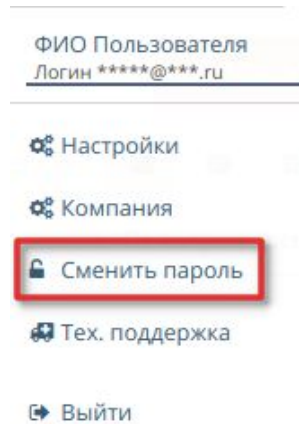 ФИО Пользователя
Логин *****@***.ru
Настройки
Компания
Сменить пароль
Тех. поддержка
Выйти